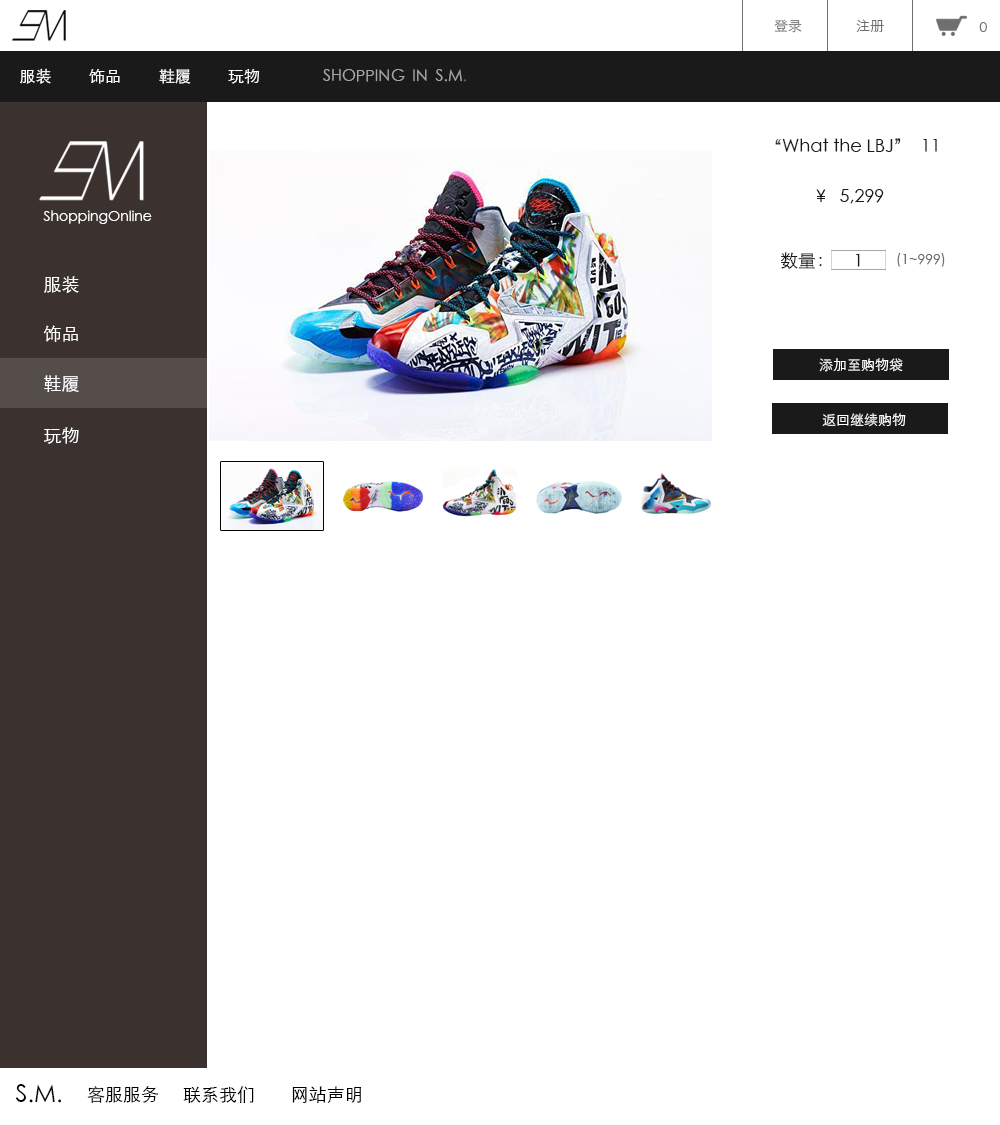 SM
登录 注册 0
服装 饰品 鞋履 玩物 SHOPPING IN S.M.
SM
ShoppingOnline
服装
饰品
鞋履
玩物
“What the LBJ” 11
¥ 5,299
数量： 1 (1~999)
添加至购物袋
返回继续购物
S.M. 客服服务 联系我们 网站声明